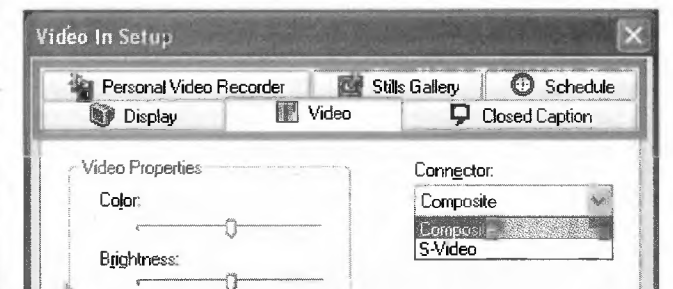 Video In Setup
Personal Video Recorder Stills Gallery Schedule
Display Video Closed Caption
Video Properties
Connector:
Color:
Composite
Composite
S-Video
Brightness: